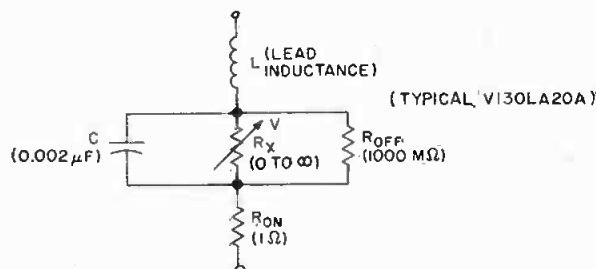 L (LEAD
INDUCTANCE)
(TYPICAL V130LA20A)
C
(0.002 μF)
V
RX
(0 TO ∞)
ROFF
(1000 MΩ)
RON
(1Ω)